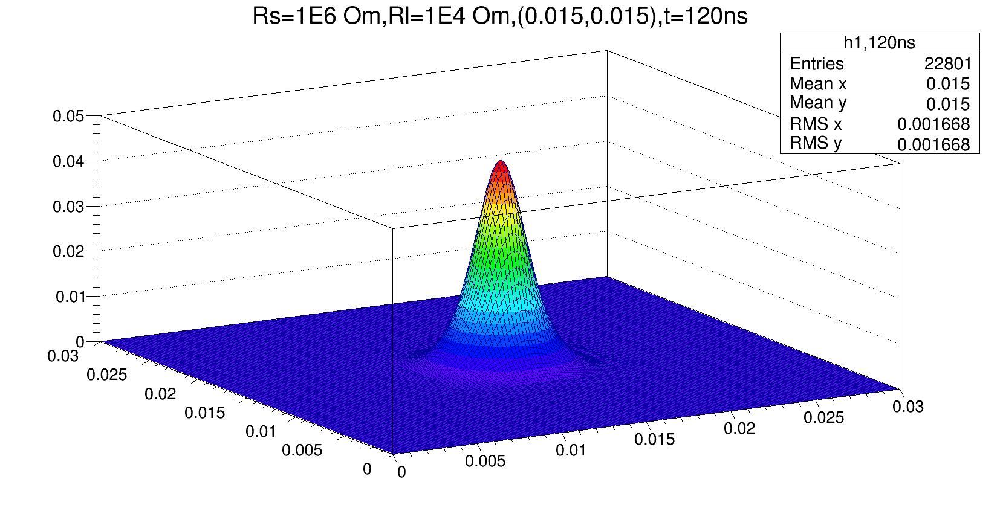 Rs=1E6 Om,Rl=1E4 Om,(0.015,0.015),t=120ns
h1,120ns
Entries 22801
Mean x 0.015
Mean y 0.015
RMS x 0.001668
RMS y 0.001668
0.05
0.04
0.03
0.02
0.01
0
0.03
0.025
0.02
0.015
0.01
0.005
0
0
0.005
0.01
0.015
0.02
0.025
0.03